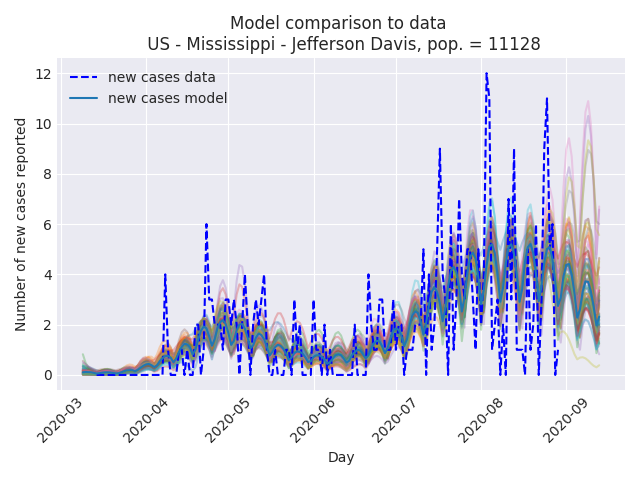 Model comparison to data
US - Mississippi - Jefferson Davis, pop. = 11128
new cases data
new cases model
Number of new cases reported
12
10
8
6
4
2
0
2020-03
2020-04
2020-05
2020-06
2020-07
2020-08
2020-09
Day